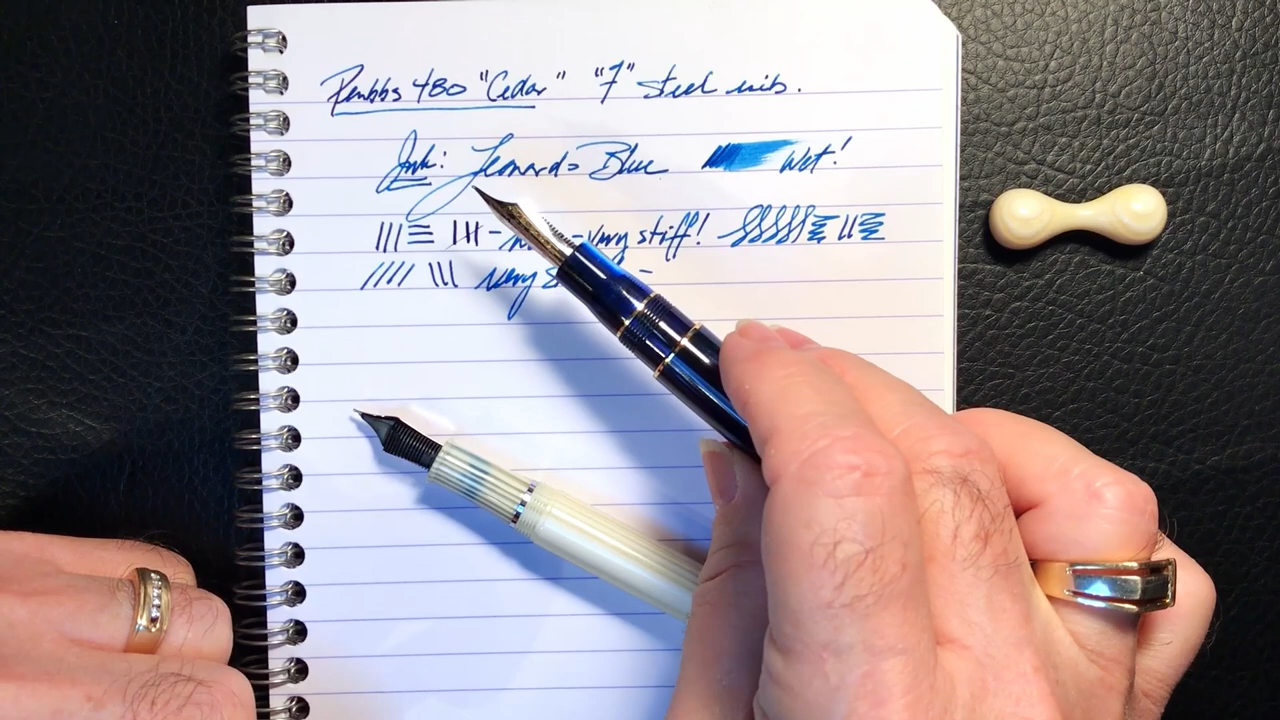 Penbbs 480 "Cedar" "F" steel nib.
Ink: Leonardo Blue Wet!
-very stiff!
very